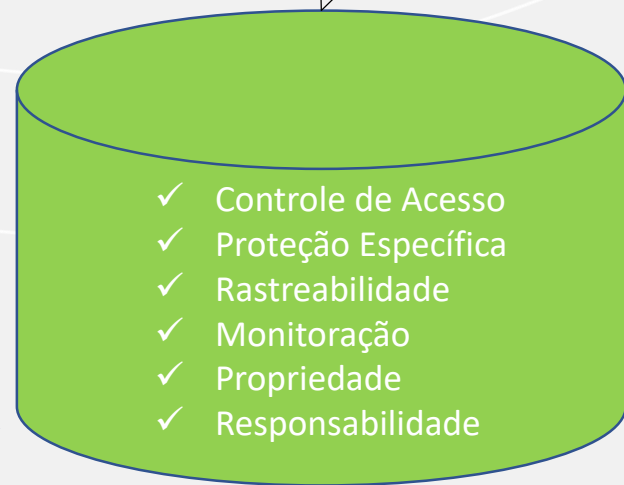 ✓ Controle de Acesso
✓ Proteção Específica
✓ Rastreabilidade
✓ Monitoração
✓ Propriedade
✓ Responsabilidade